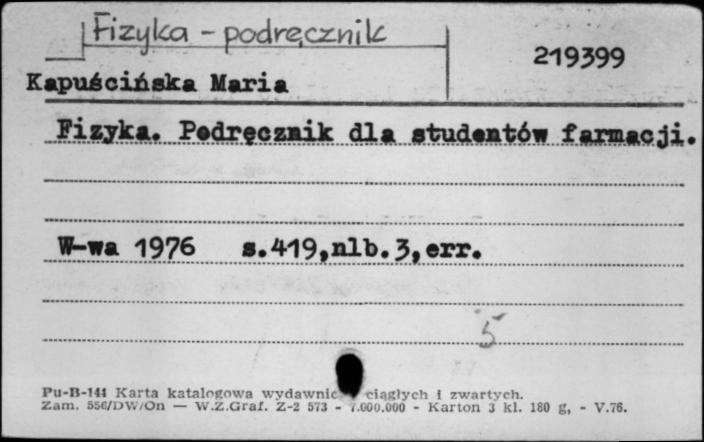 Fizyka - podręcznik
219399
Kapuścińska Maria
Fizyka. Podręcznik dla studentów farmacji.
W-wa 1976 s.419,nlb.3,err.
5
Pu-B-144 Karta katalogowa wydawnic ciągłych i zwartych.
Zam. 556/DW/On — W.Z.Graf. Z-2 573 - 7.000.000 - Karton 3 kl. 180 g, - V.76.